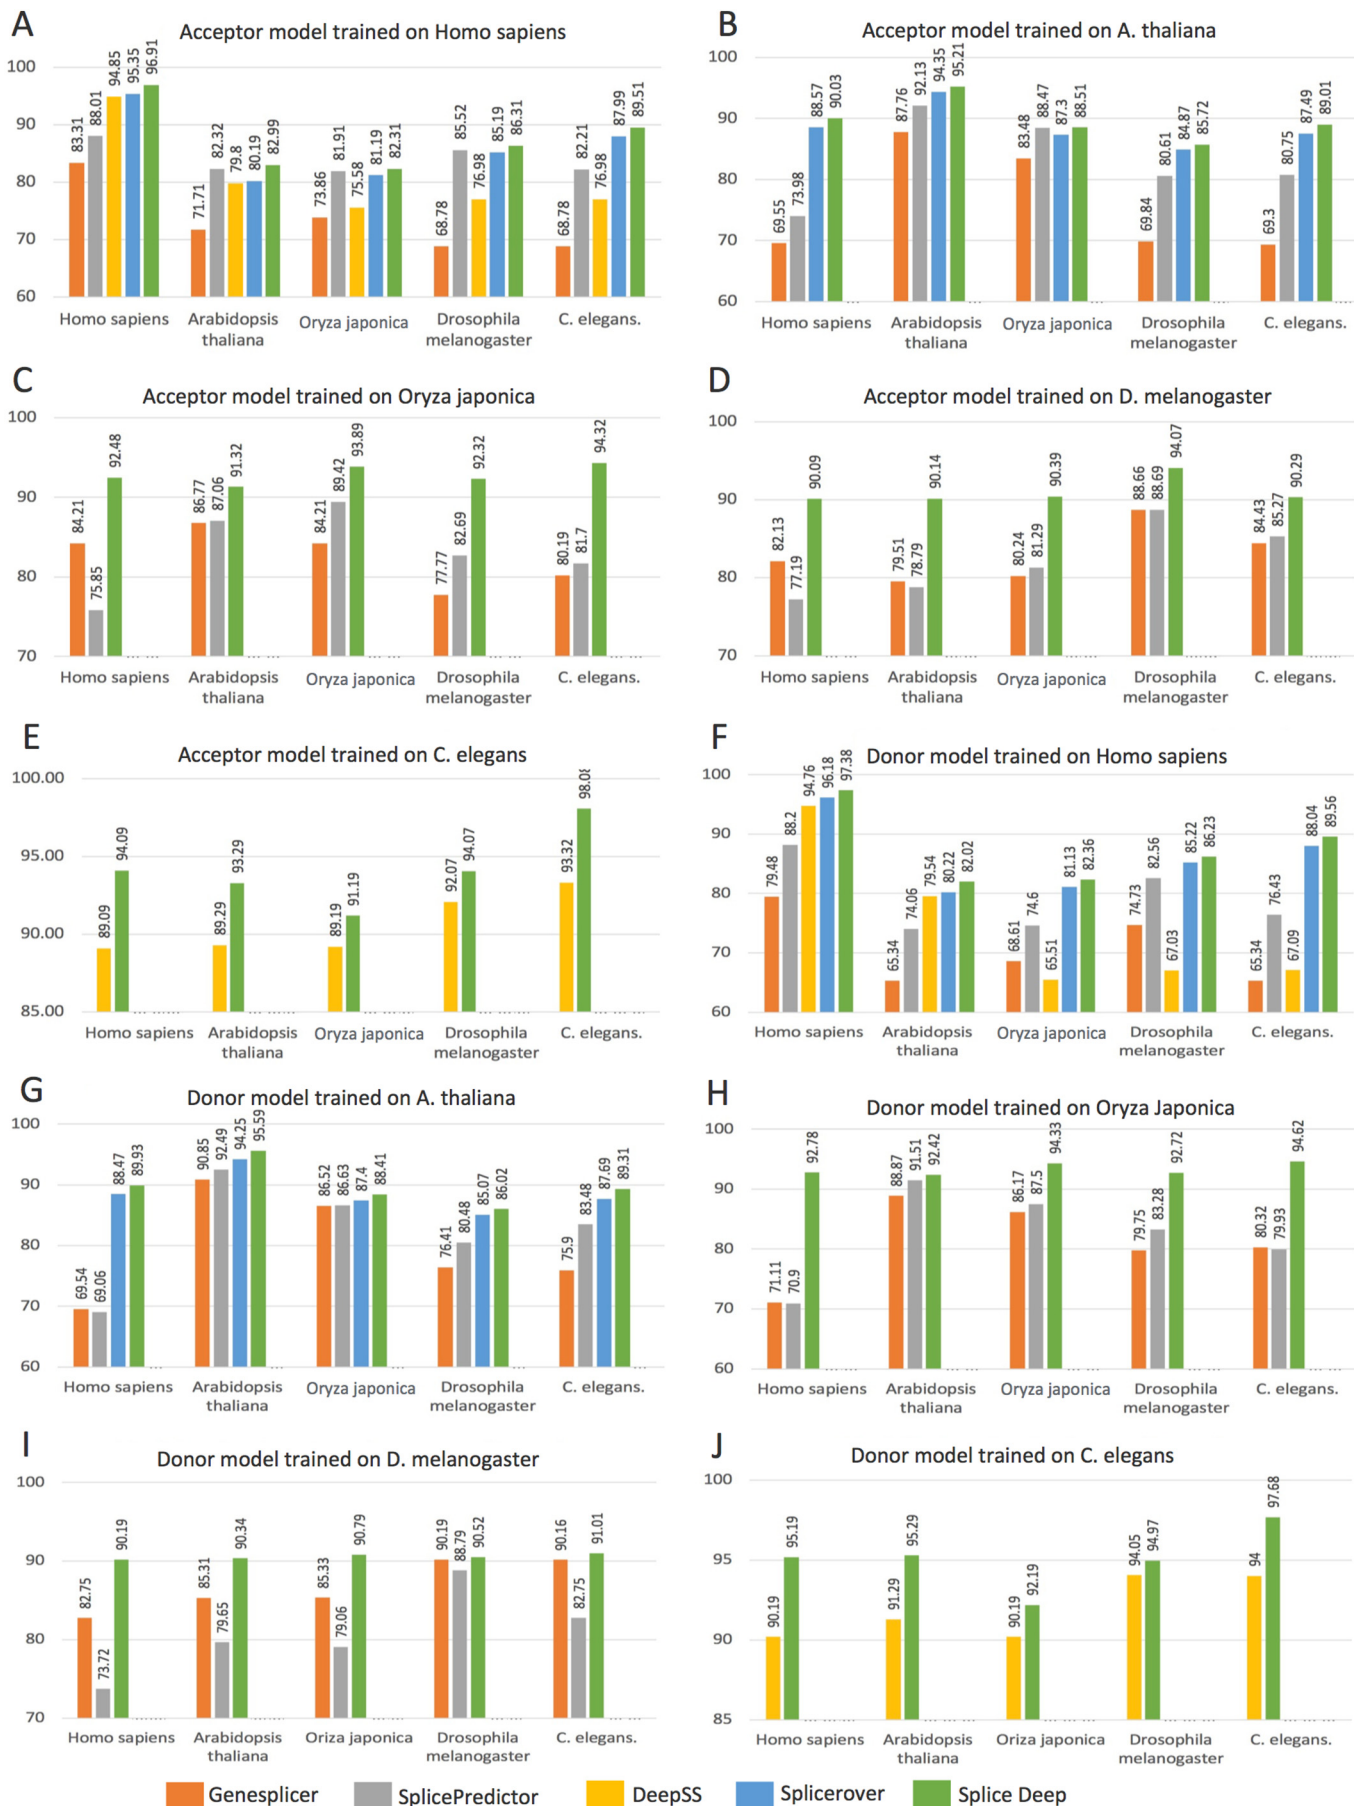 A
Acceptor model trained on Homo sapiens
100
90
80
70
60
83.31 88.01 94.85 95.35 96.91
71.71 82.32 79.8 80.19 82.99
73.86 81.91 75.58 81.19 82.31
68.78 85.52 76.98 85.19 86.31
68.78 82.21 76.98 87.99 89.51
Homo sapiens
Arabidopsis
thaliana
Oryza japonica
Drosophila
melanogaster
C. elegans.
B
Acceptor model trained on A. thaliana
100
90
80
70
60
69.55 73.98 88.57 90.03
87.76 92.13 94.35 95.21
83.48 88.47 87.3 88.51
69.84 80.61 84.87 85.72
69.3 80.75 87.49 89.01
Homo sapiens
Arabidopsis
thaliana
Oryza japonica
Drosophila
melanogaster
C. elegans.
C
Acceptor model trained on Oryza japonica
100
90
80
70
84.21 75.85 92.48
86.77 87.06 91.32
84.21 89.42 93.89
77.77 82.69 92.32
80.19 81.7 94.32
Homo sapiens
Arabidopsis
thaliana
Oryza japonica
Drosophila
melanogaster
C. elegans.
D
Acceptor model trained on D. melanogaster
100
90
80
70
82.13 77.19 90.09
79.51 78.79 90.14
80.24 81.29 90.39
88.66 88.69 94.07
84.43 85.27 90.29
Homo sapiens
Arabidopsis
thaliana
Oryza japonica
Drosophila
melanogaster
C. elegans.
E
Acceptor model trained on C. elegans
100.00
95.00
90.00
85.00
89.09 94.09
89.29 93.29
89.19 91.19
92.07 94.07
93.32 98.08
Homo sapiens
Arabidopsis
thaliana
Oryza japonica
Drosophila
melanogaster
C. elegans.
F
Donor model trained on Homo sapiens
100
90
80
70
60
79.48 88.2 94.76 96.18 97.38
65.34 74.06 79.54 80.22 82.02
68.61 74.6 65.51 81.13 82.36
74.73 82.56 67.03 85.22 86.23
65.34 76.43 67.09 88.04 89.56
Homo sapiens
Arabidopsis
thaliana
Oryza japonica
Drosophila
melanogaster
C. elegans.
G
Donor model trained on A. thaliana
100
90
80
70
60
69.54 69.06 88.47 89.93
90.85 92.49 94.25 95.59
86.52 86.63 87.4 88.41
76.41 80.48 85.07 86.02
75.9 83.48 87.69 89.31
Homo sapiens
Arabidopsis
thaliana
Oryza japonica
Drosophila
melanogaster
C. elegans.
H
Donor model trained on Oryza Japonica
100
90
80
70
60
71.11 70.9 92.78
88.87 91.51 92.42
86.17 87.5 94.33
79.75 83.28 92.72
80.32 79.93 94.62
Homo sapiens
Arabidopsis
thaliana
Oryza japonica
Drosophila
melanogaster
C. elegans.
I
Donor model trained on D. melanogaster
100
90
80
70
82.75 73.72 90.19
85.31 79.65 90.34
85.33 79.06 90.79
90.19 88.79 90.52
90.16 82.75 91.01
Homo sapiens
Arabidopsis
thaliana
Oriza japonica
Drosophila
melanogaster
C. elegans.
J
Donor model trained on C. elegans
100
95
90
85
90.19 95.19
91.29 95.29
90.19 92.19
94.05 94.97
94 97.68
Homo sapiens
Arabidopsis
thaliana
Oriza japonica
Drosophila
melanogaster
C. elegans.
Genesplicer
SplicePredictor
DeepSS
Splicerover
Splice Deep